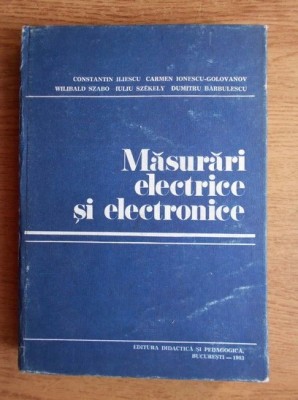 CONSTANTIN ILIESCU CARMEN IONESCU-GOLOVANOV
WILIBALD SZABO IULIU SZÉKELY DUMITRU BĂRBULESCU
Măsurări
electrice
și electronice
EDITURA DIDACTICĂ ȘI PEDAGOGICĂ,
BUCUREȘTI — 1983